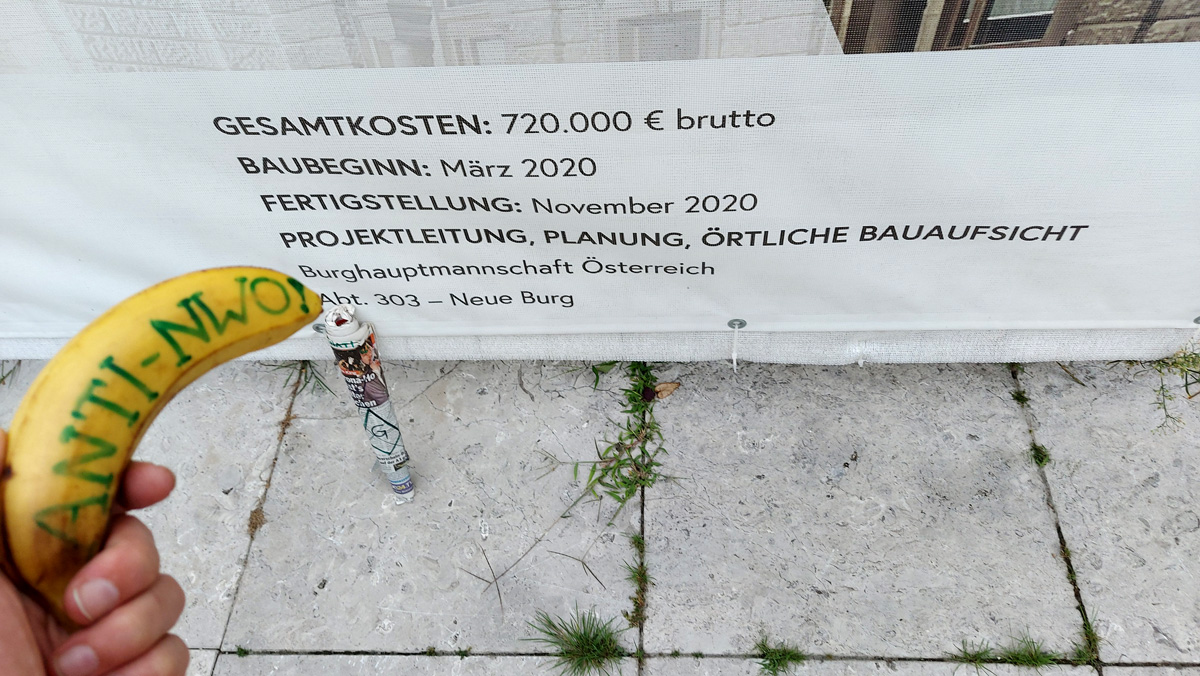 GESAMTKOSTEN: 720.000 € brutto
BAUBEGINN: März 2020
FERTIGSTELLUNG: November 2020
PROJEKTLEITUNG, PLANUNG, ÖRTLICHE BAUAUFSICHT
Burghauptmannschaft Österreich
Abt. 303 – Neue Burg
ANTI-NWO!
G